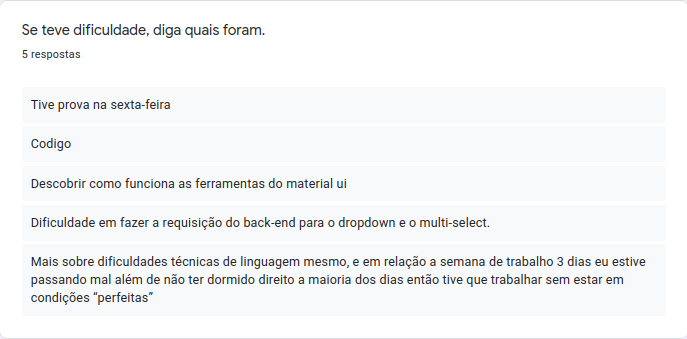 Se teve dificuldade, diga quais foram.
5 respostas
Tive prova na sexta-feira
Codigo
Descobrir como funciona as ferramentas do material ui
Dificuldade em fazer a requisição do back-end para o dropdown e o multi-select.
Mais sobre dificuldades técnicas de linguagem mesmo, e em relação a semana de trabalho 3 dias eu estive
passando mal além de não ter dormido direito a maioria dos dias então tive que trabalhar sem estar em
condições “perfeitas”